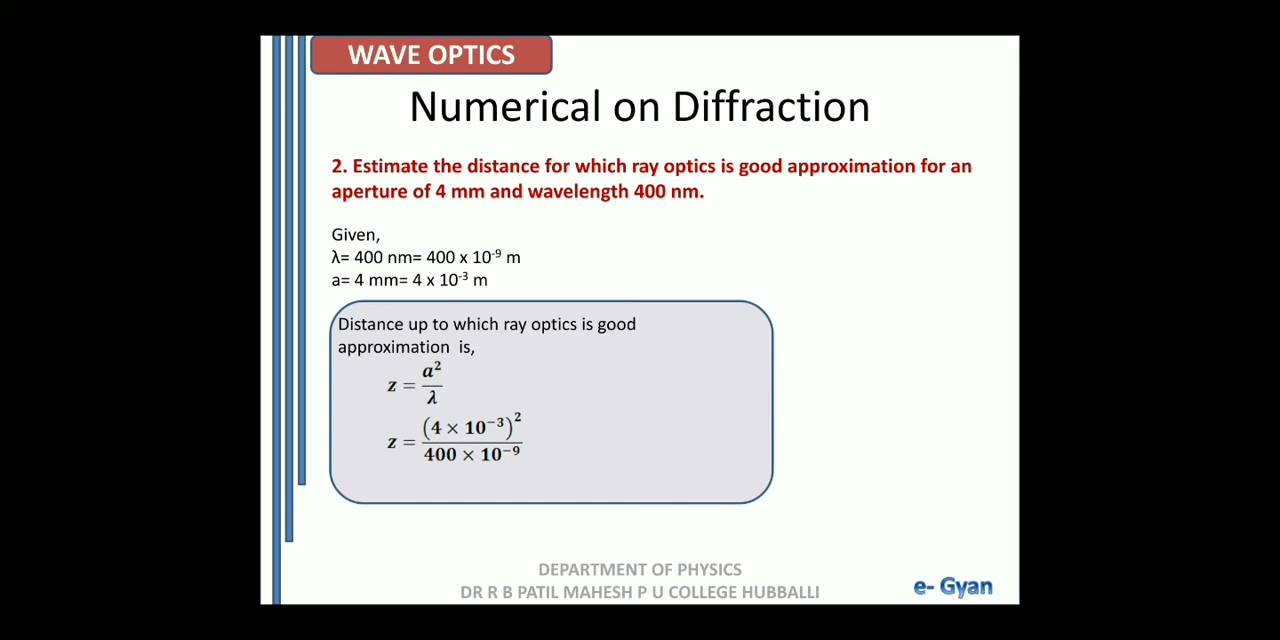 WAVE OPTICS
Numerical on Diffraction
2. Estimate the distance for which ray optics is good approximation for an
aperture of 4 mm and wavelength 400 nm.
Given,
λ= 400 nm= 400 x 10⁻⁹ m
a= 4 mm= 4 x 10⁻³ m
Distance up to which ray optics is good
approximation is,
z = a² / λ
z = (4 × 10⁻³)² / 400 × 10⁻⁹
DEPARTMENT OF PHYSICS
DR R B PATIL MAHESH P U COLLEGE HUBBALLI
e- Gyan